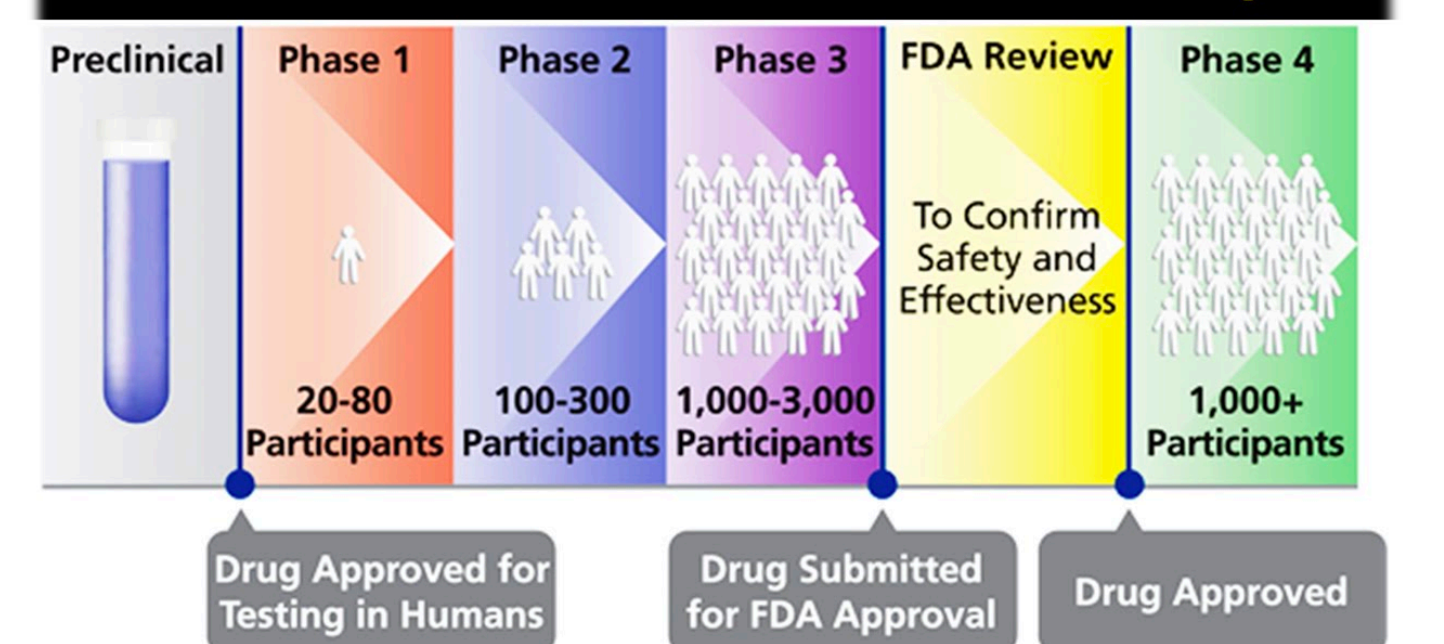 Preclinical
Phase 1
Phase 2
Phase 3
FDA Review
Phase 4
To Confirm
Safety and
Effectiveness
20-80
Participants
100-300
Participants
1,000-3,000
Participants
1,000+
Participants
Drug Approved for
Testing in Humans
Drug Submitted
for FDA Approval
Drug Approved